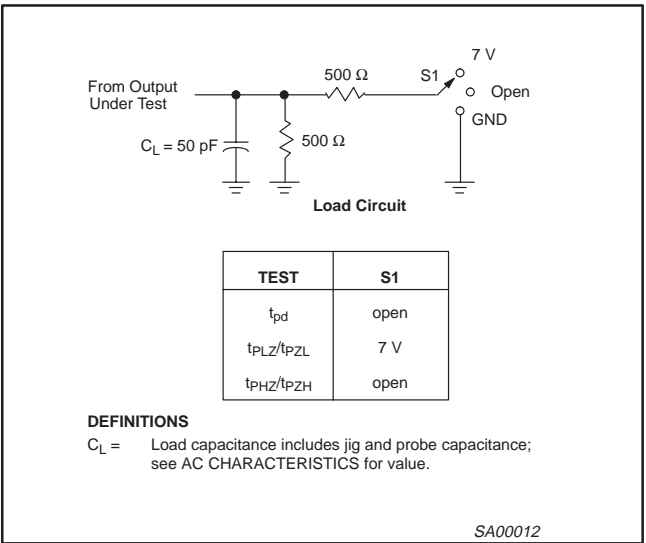 7 V
500 Ω
S1
From Output
Under Test
Open
GND
C_L = 50 pF
500 Ω
Load Circuit
TEST S1
t_pd open
t_PLZ/t_PZL 7 V
t_PHZ/t_PZH open
DEFINITIONS
C_L = Load capacitance includes jig and probe capacitance;
see AC CHARACTERISTICS for value.
SA00012